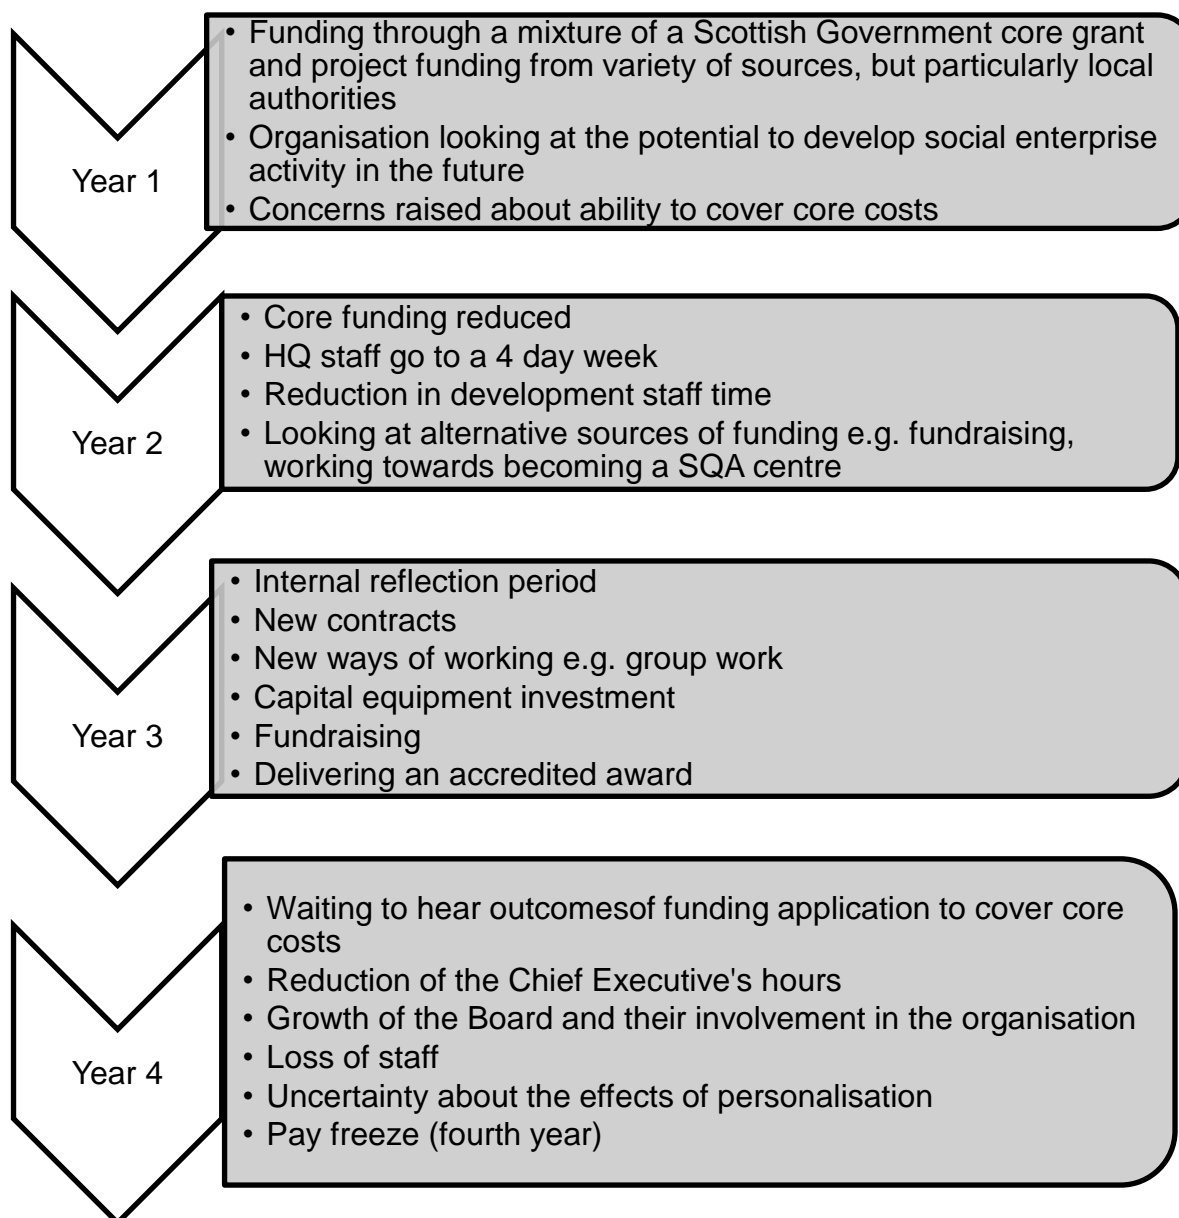 • Funding through a mixture of a Scottish Government core grant
and project funding from variety of sources, but particularly local
authorities
• Organisation looking at the potential to develop social enterprise
activity in the future
• Concerns raised about ability to cover core costs
Year 1
• Core funding reduced
• HQ staff go to a 4 day week
• Reduction in development staff time
• Looking at alternative sources of funding e.g. fundraising,
working towards becoming a SQA centre
Year 2
• Internal reflection period
• New contracts
• New ways of working e.g. group work
• Capital equipment investment
• Fundraising
• Delivering an accredited award
Year 3
• Waiting to hear outcomesof funding application to cover core
costs
• Reduction of the Chief Executive's hours
• Growth of the Board and their involvement in the organisation
• Loss of staff
• Uncertainty about the effects of personalisation
• Pay freeze (fourth year)
Year 4